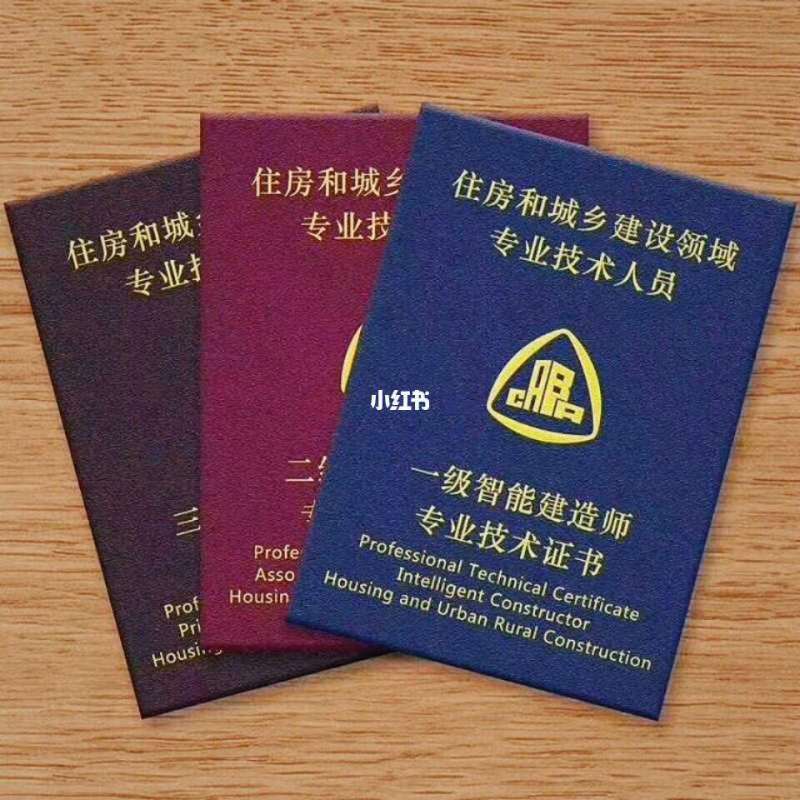 住房和城
专业技
三
Prof
Pri
Housing
住房和城乡
专业技
二级
专
Profe
Asso
Housin
住房和城乡建设领域
专业技术人员
一级智能建造师
专业技术证书
Professional Technical Certificate
Intelligent Constructor
Housing and Urban Rural Construction
小红书